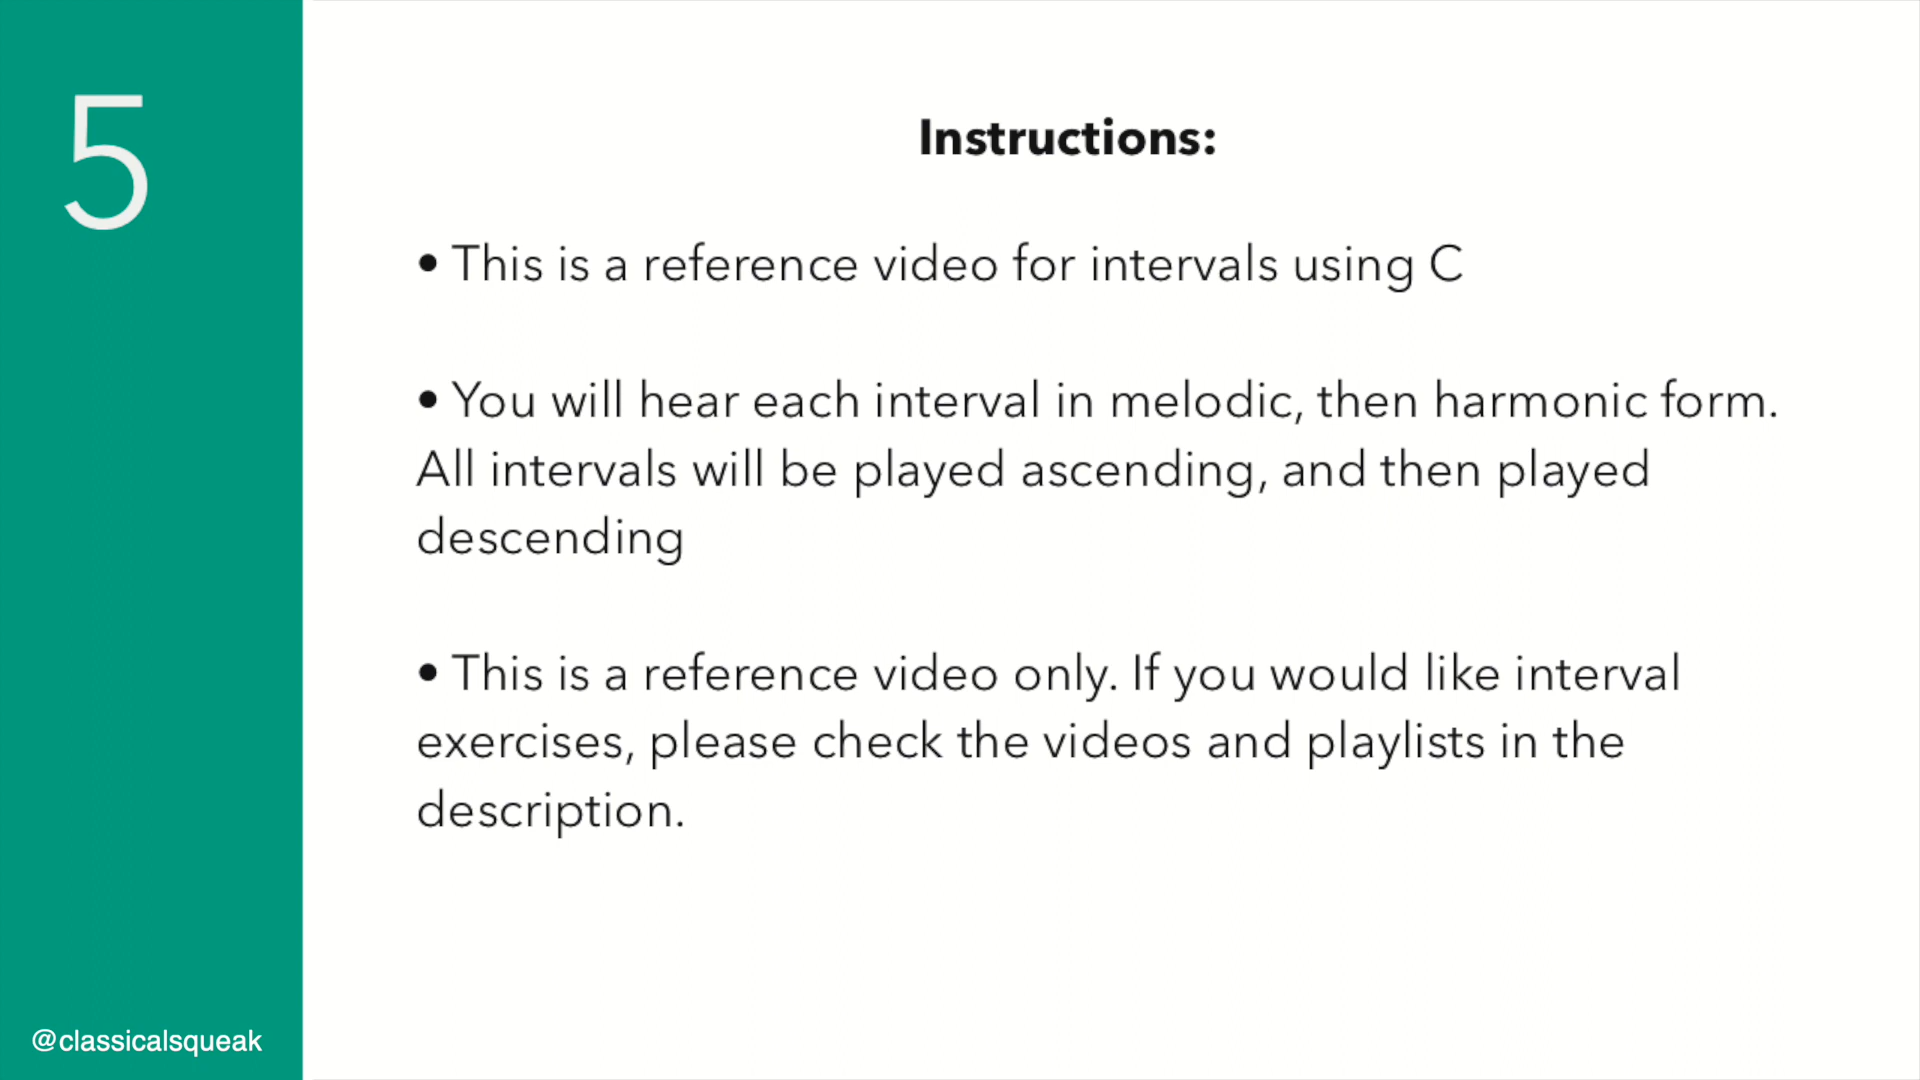 5
Instructions:
• This is a reference video for intervals using C
• You will hear each interval in melodic, then harmonic form.
All intervals will be played ascending, and then played
descending
• This is a reference video only. If you would like interval
exercises, please check the videos and playlists in the
description.
@classicalsqueak